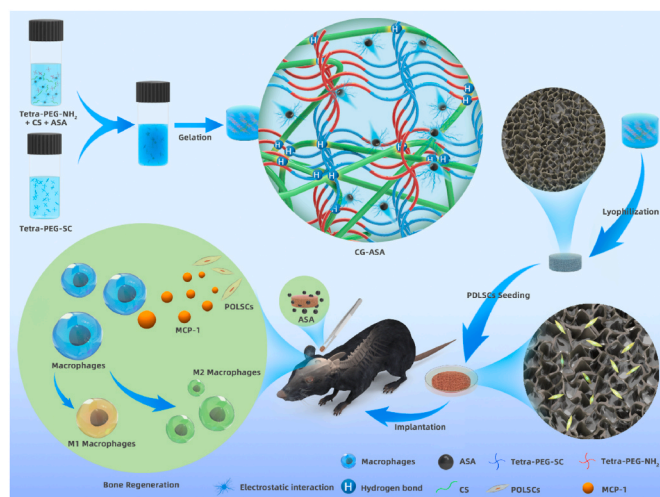 Tetra-PEG-NH2
+ CS + ASA
Gelation
Tetra-PEG-SC
CG-ASA
Lyophilization
PDLSCs Seeding
POLSCs
MCP-1
ASA
Macrophages
M2 Macrophages
M1 Macrophages
Implantation
Bone Regeneration
Macrophages
ASA
Tetra-PEG-SC
Tetra-PEG-NH2
Electrostatic interaction
H Hydrogen bond
CS
POLSCs
MCP-1